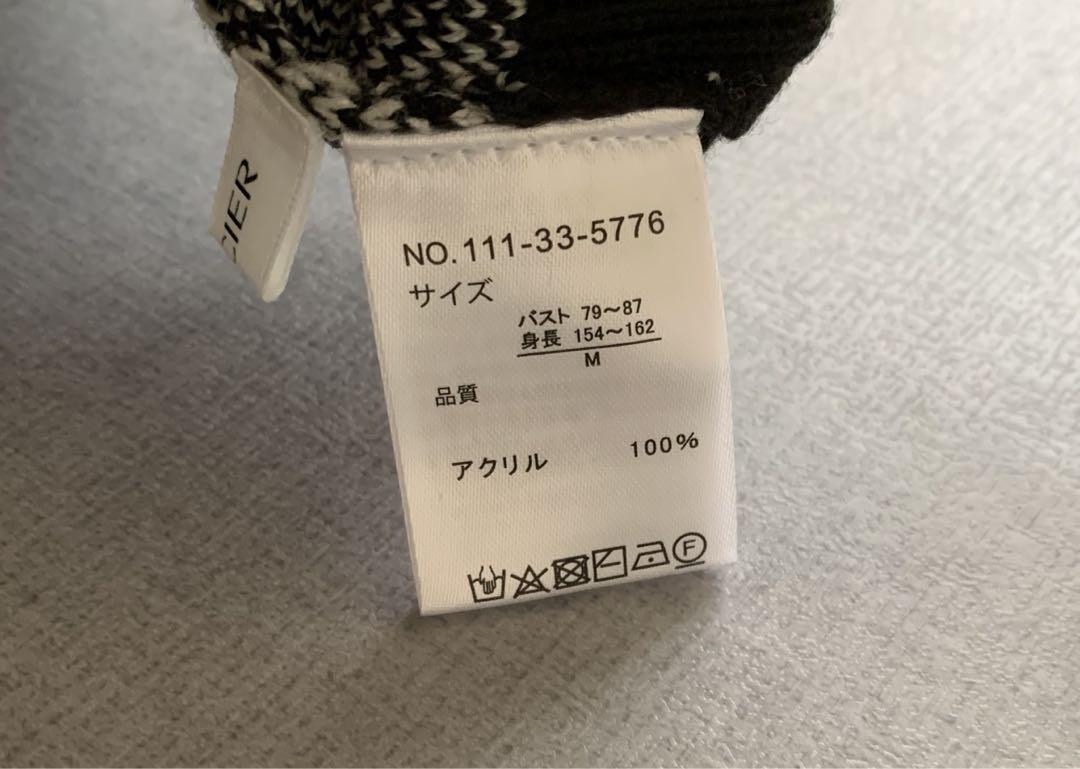 CIER
NO.111-33-5776
サイズ
バスト 79～87
身長 154～162
M
品質
アクリル 100%
F